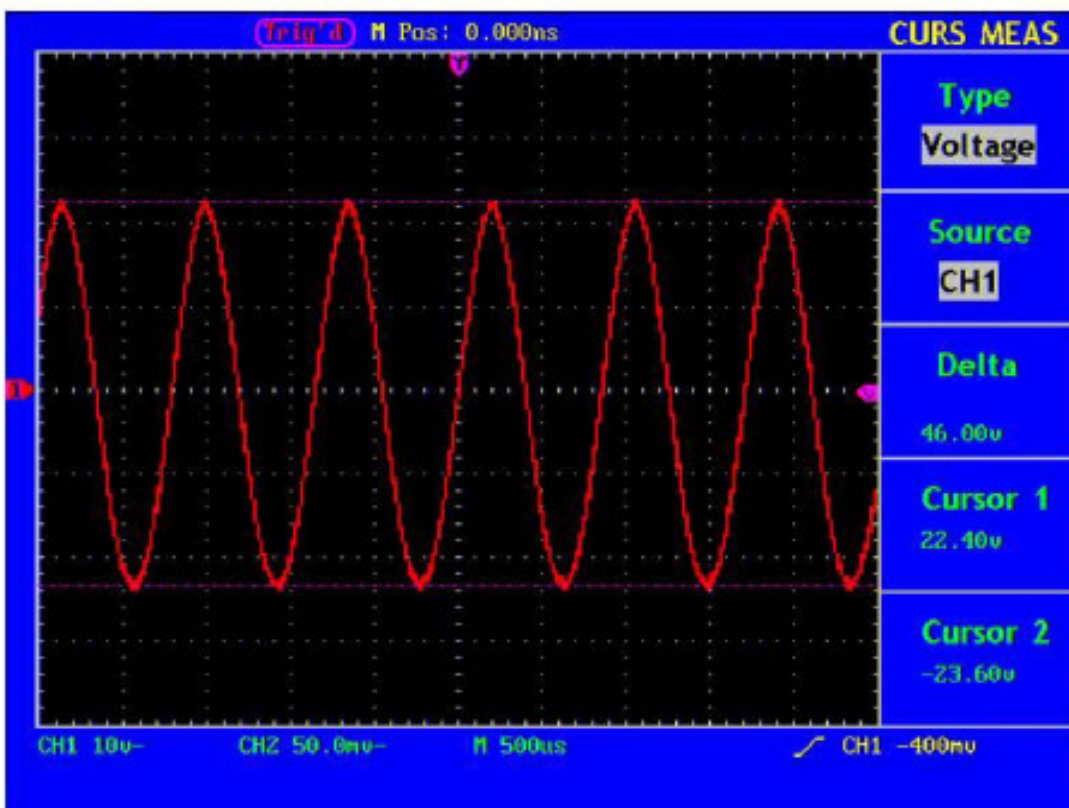 Trig'd M Pos: 0.000ns CURS MEAS
Type
Voltage
Source
CH1
Delta
46.00v
Cursor 1
22.40v
Cursor 2
-23.60v
CH1 10v- CH2 50.0mv- M 500us CH1 -400mv